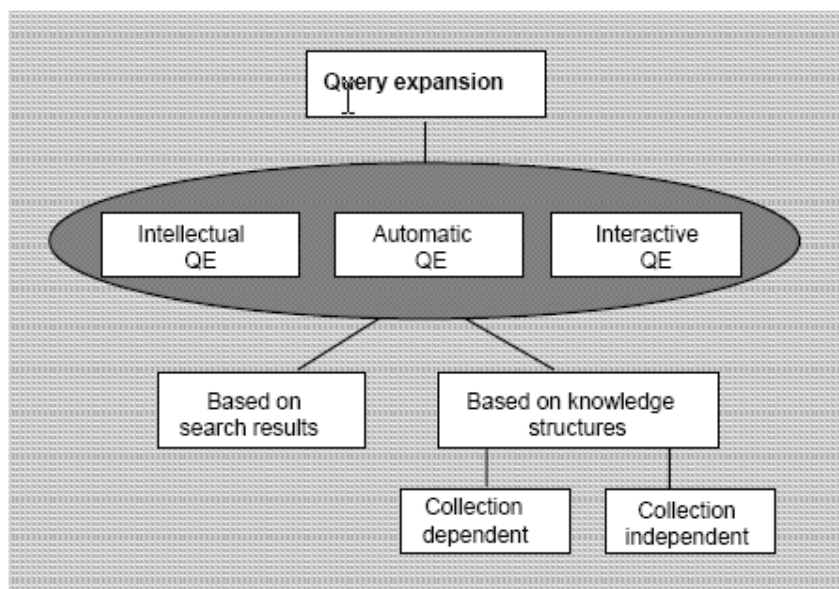 Query expansion
Intellectual
QE
Automatic
QE
Interactive
QE
Based on
search results
Based on knowledge
structures
Collection
dependent
Collection
independent